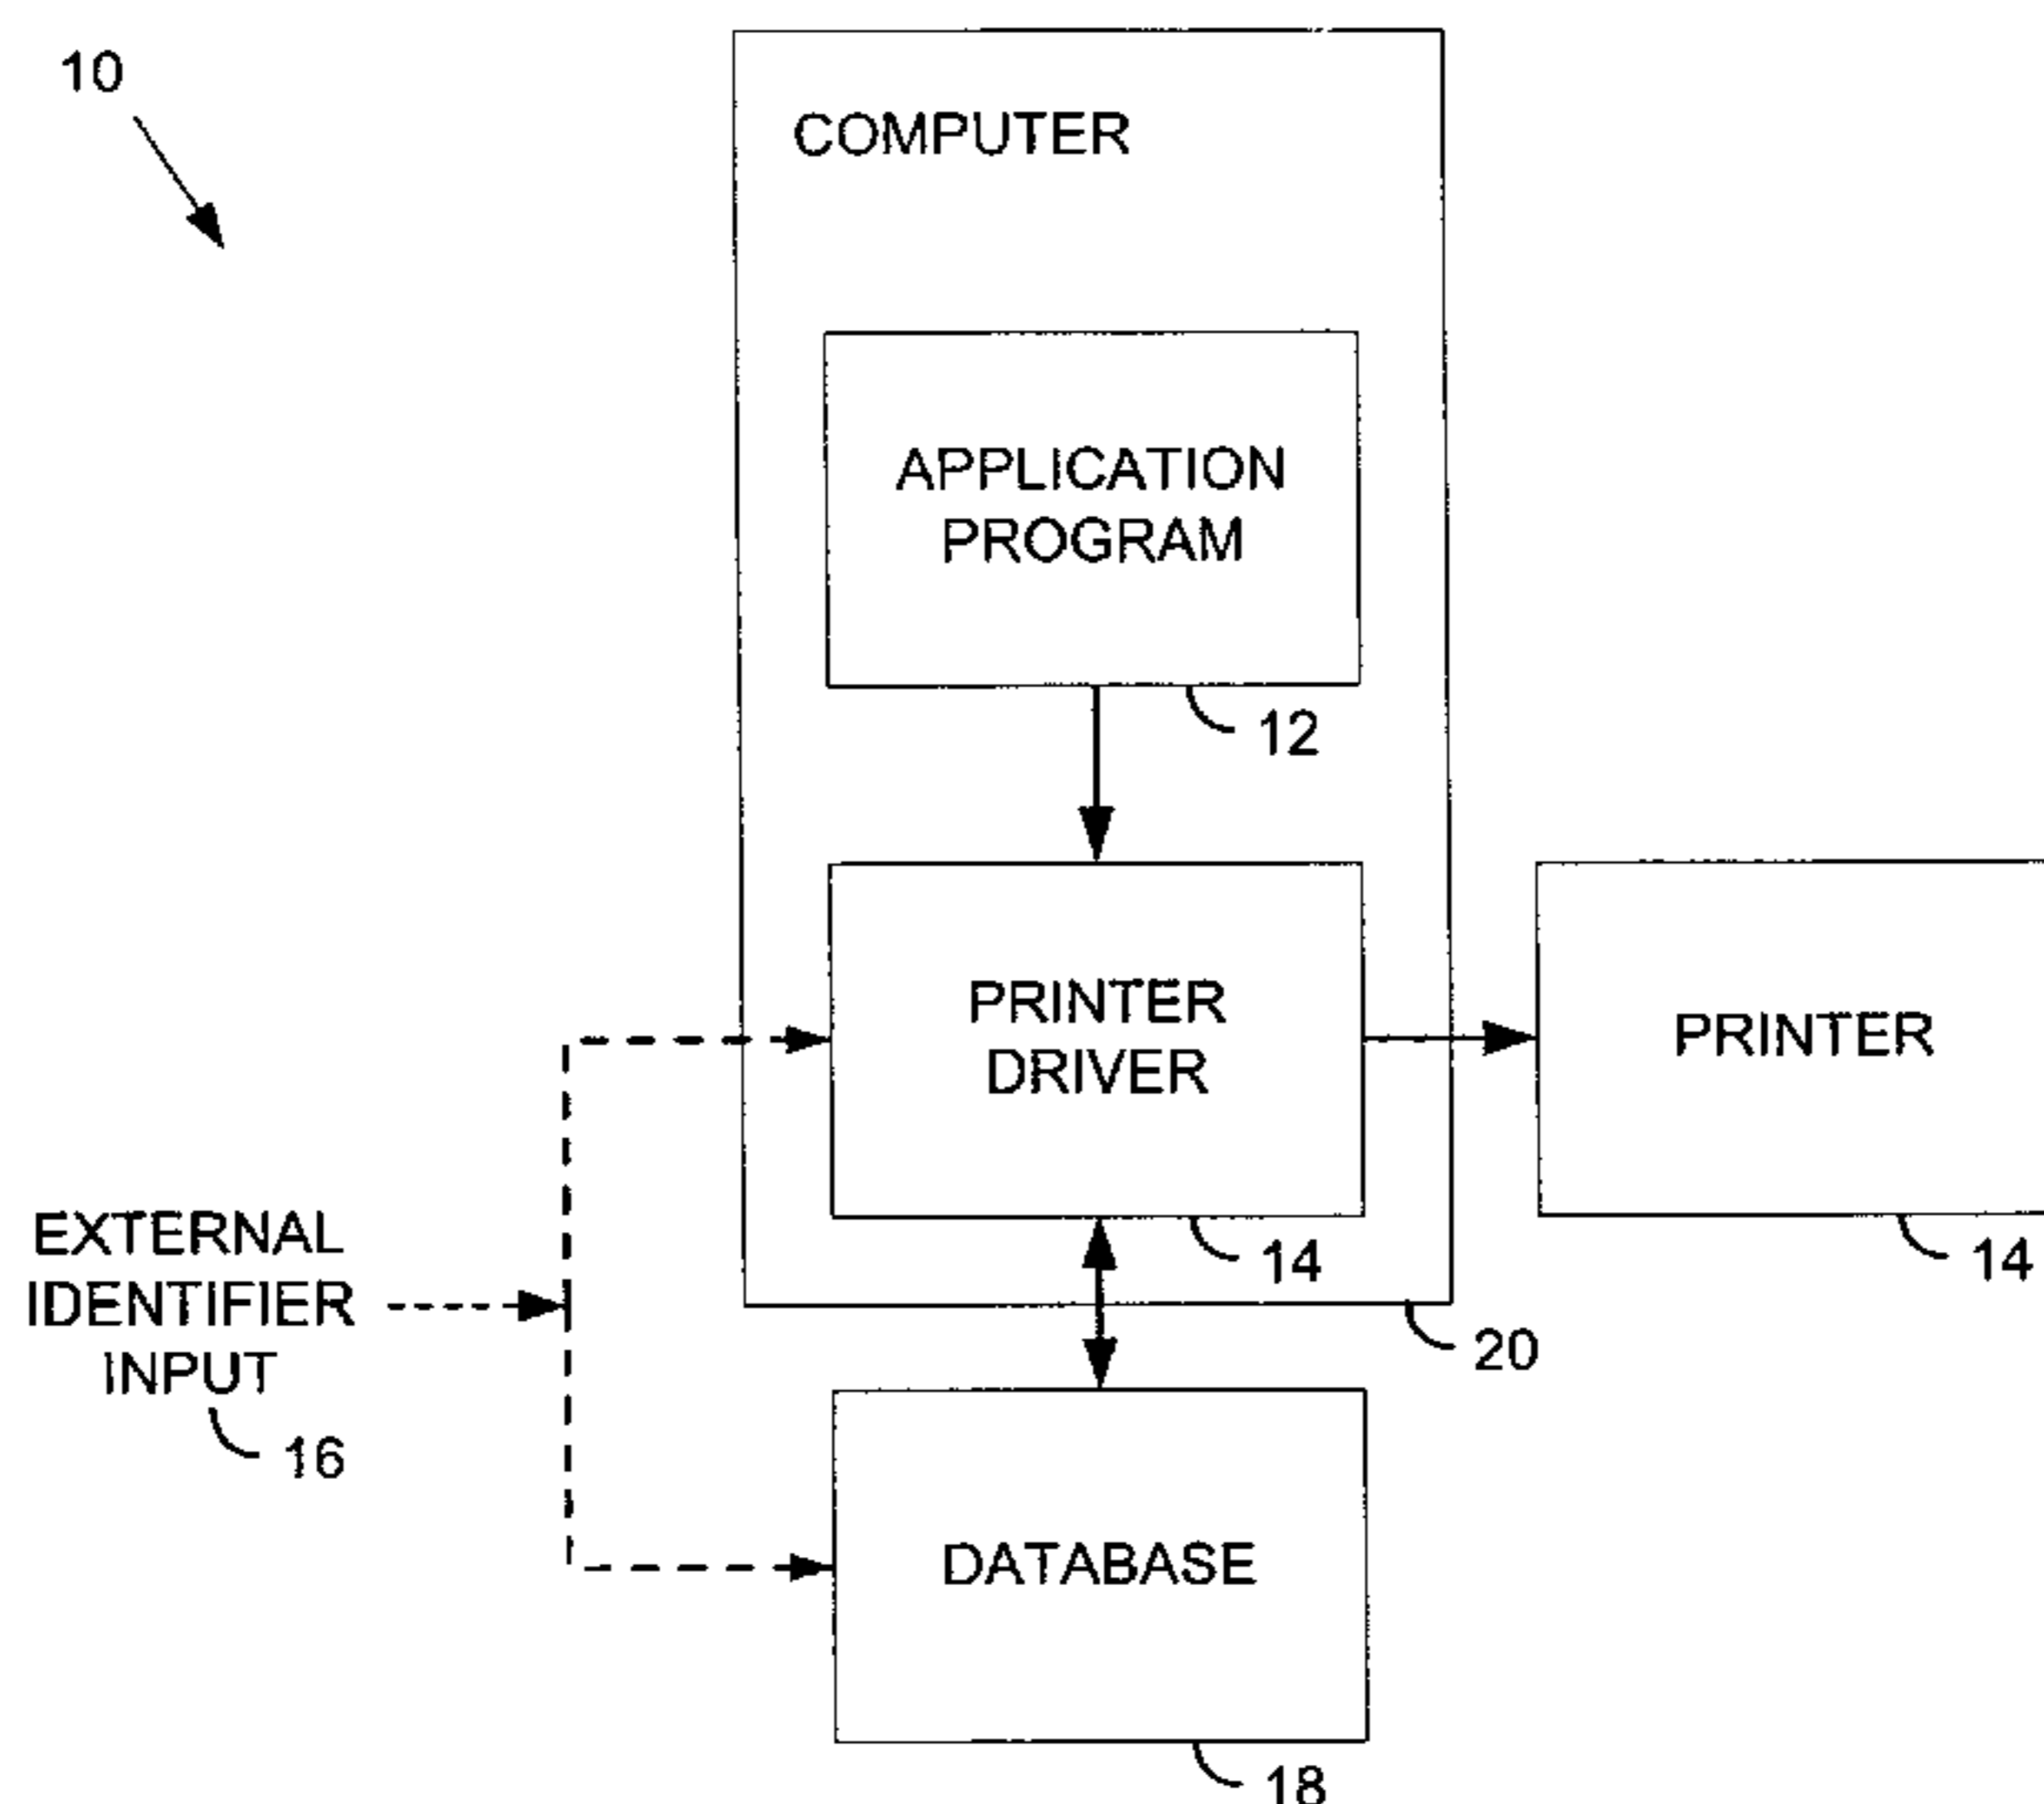 10
COMPUTER
APPLICATION
PROGRAM
12
PRINTER
DRIVER
14
PRINTER
14
20
EXTERNAL
IDENTIFIER
INPUT
16
DATABASE
18